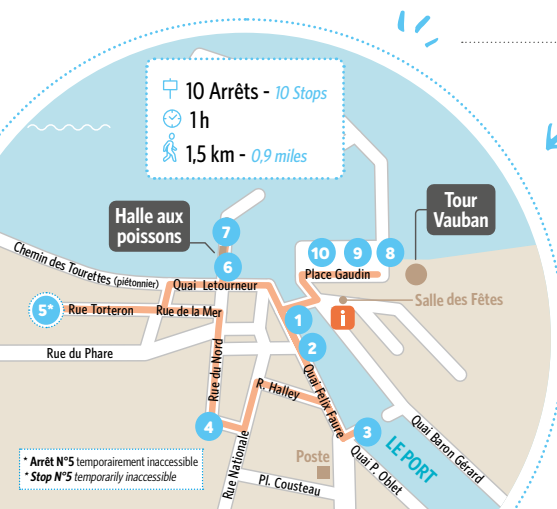 10 Arrêts - 10 Stops
1h
1,5 km - 0,9 miles
Halle aux
poissons
Tour
Vauban
7
6
10
9
8
Place Gaudin
Chemin des Tourettes (piétonnier)
Quai Letourneur
Salle des Fêtes
5*
Rue Torteron
Rue de la Mer
1
i
2
Rue du Phare
Rue du Nord
Quai Felix Faure
R. Halley
4
3
Quai Baron Gérard
LE PORT
Rue Nationale
Poste
Quai P. Oblet
Pl. Cousteau
* Arrêt N°5 temporairement inaccessible
* Stop N°5 temporarily inaccessible